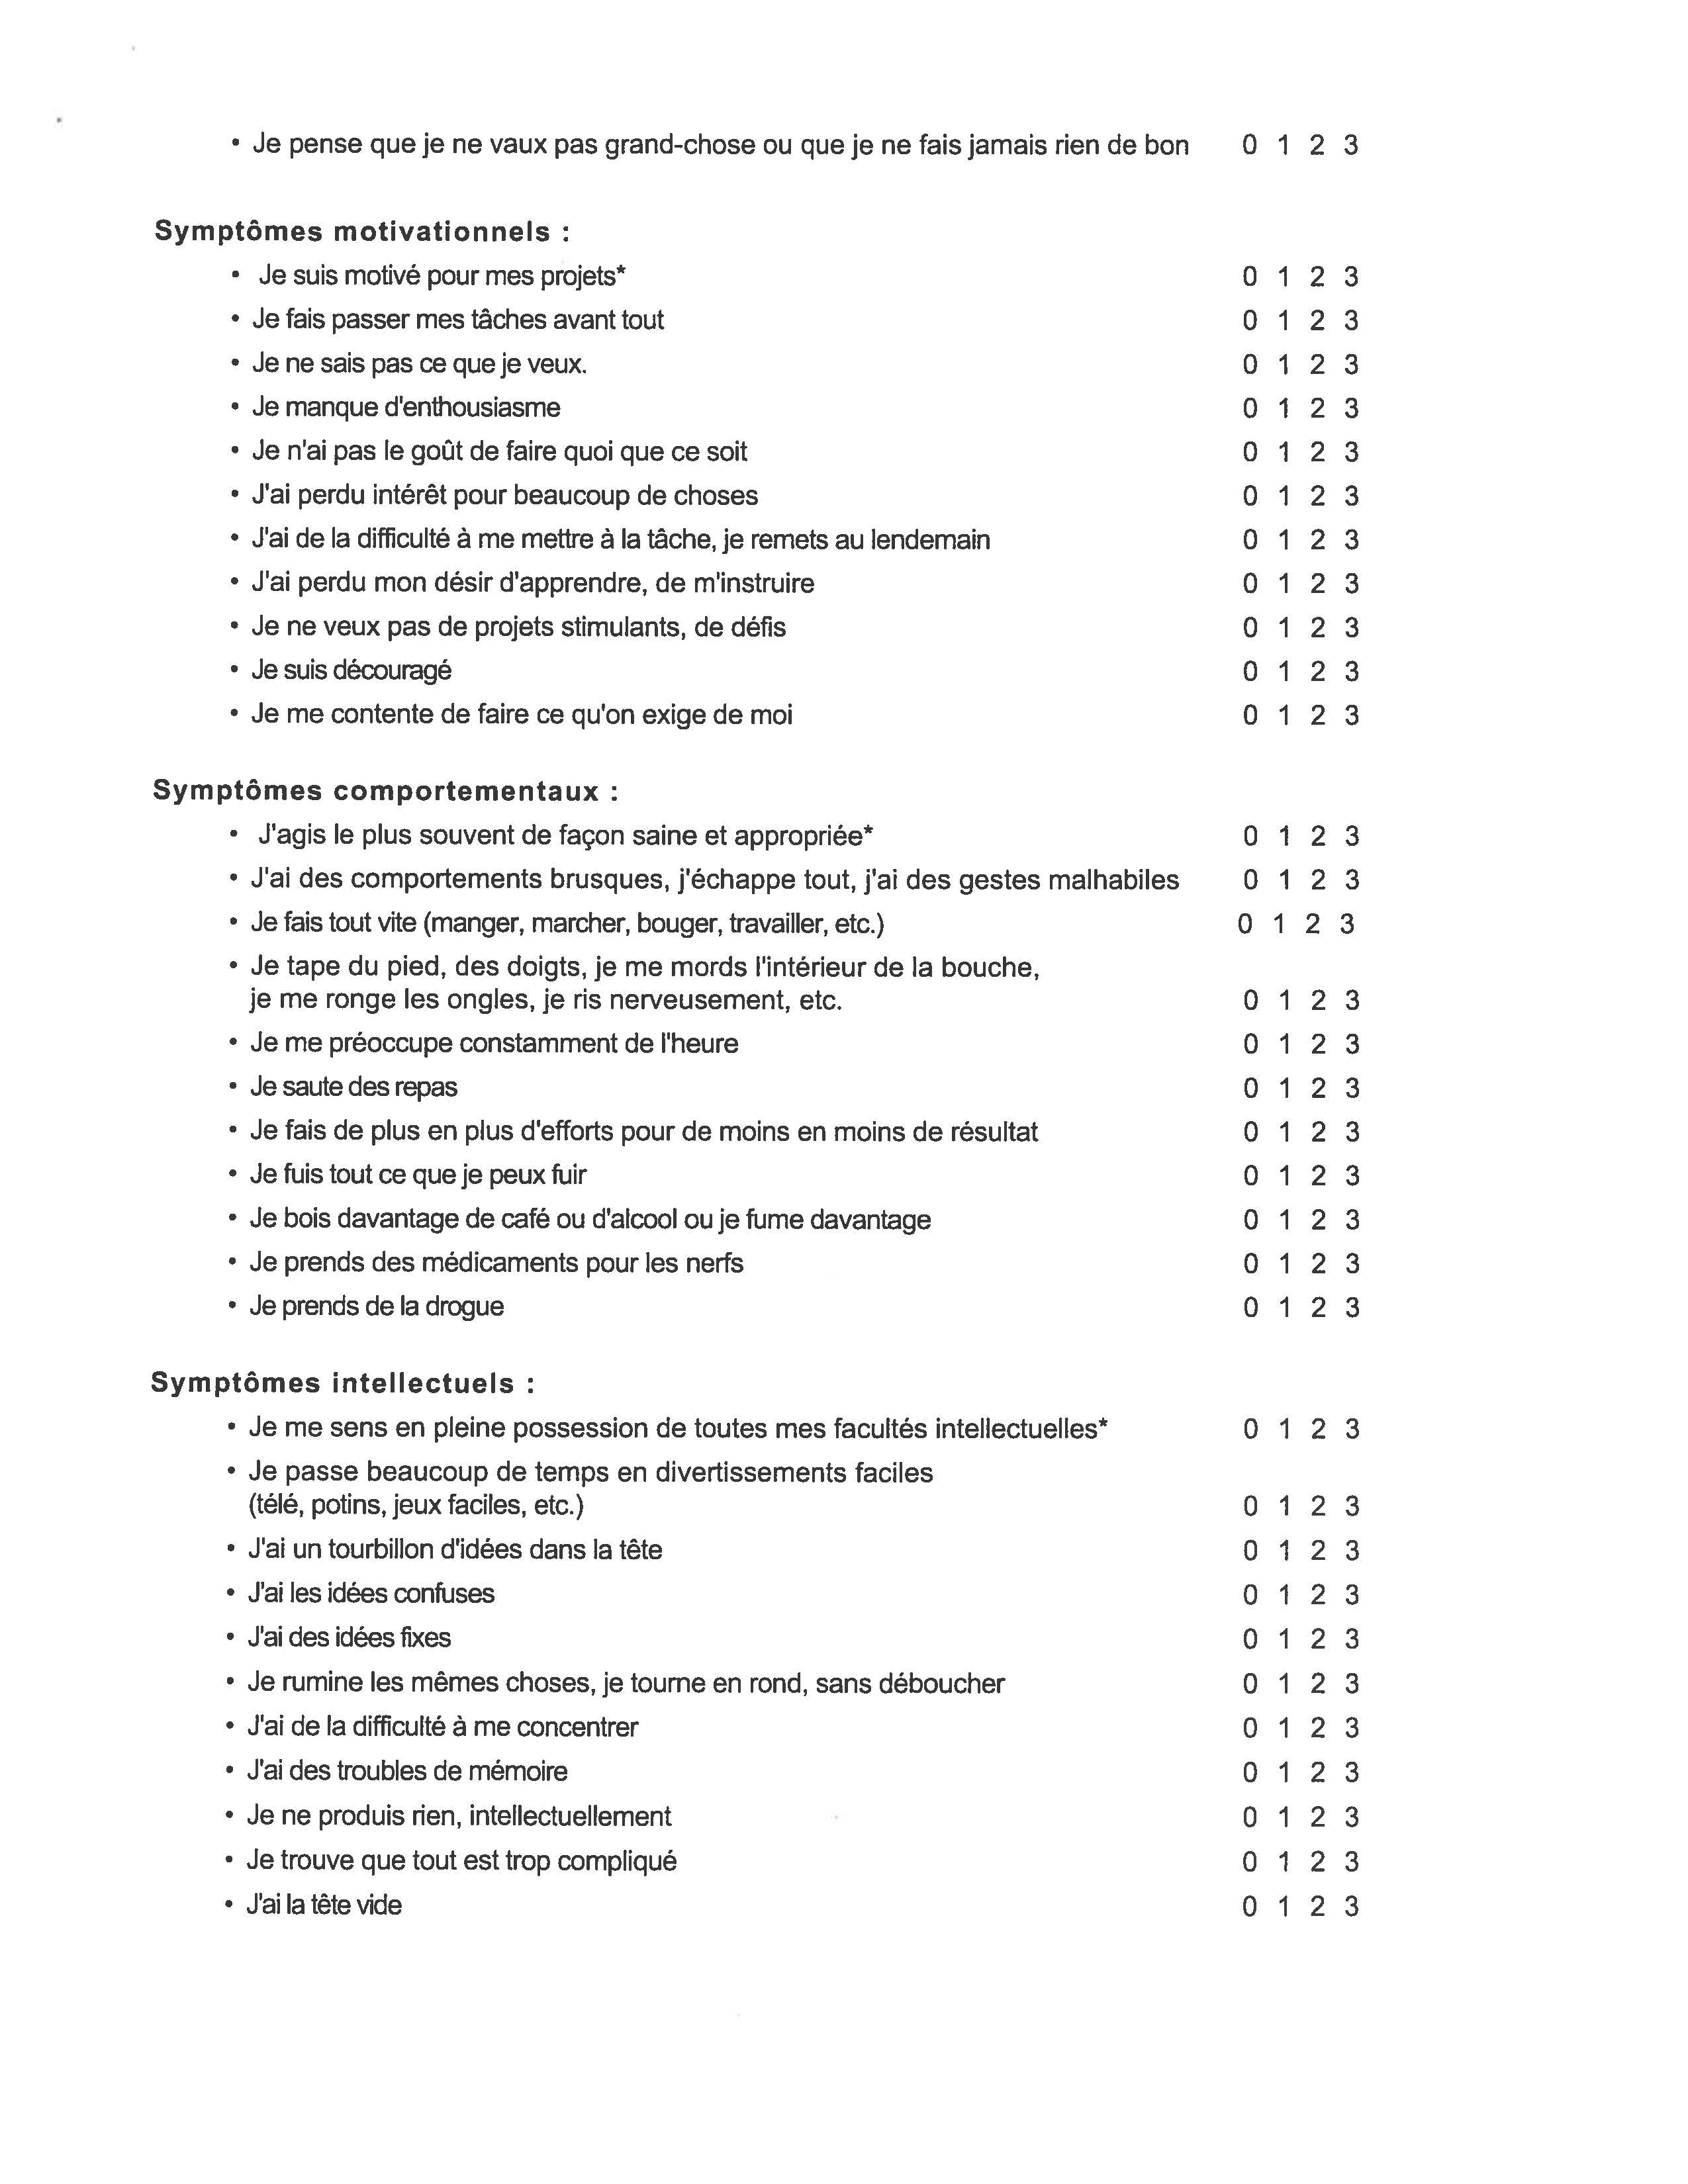 • Je pense que je ne vaux pas grand-chose ou que je ne fais jamais rien de bon 0 1 2 3
Symptômes motivationnels :
• Je suis motivé pour mes projets* 0 1 2 3
• Je fais passer mes tâches avant tout 0 1 2 3
• Je ne sais pas ce que je veux. 0 1 2 3
• Je manque d'enthousiasme 0 1 2 3
• Je n'ai pas le goût de faire quoi que ce soit 0 1 2 3
• J'ai perdu intérêt pour beaucoup de choses 0 1 2 3
• J'ai de la difficulté à me mettre à la tâche, je remets au lendemain 0 1 2 3
• J'ai perdu mon désir d'apprendre, de m'instruire 0 1 2 3
• Je ne veux pas de projets stimulants, de défis 0 1 2 3
• Je suis découragé 0 1 2 3
• Je me contente de faire ce qu'on exige de moi 0 1 2 3
Symptômes comportementaux :
• J'agis le plus souvent de façon saine et appropriée* 0 1 2 3
• J'ai des comportements brusques, j'échappe tout, j'ai des gestes malhabiles 0 1 2 3
• Je fais tout vite (manger, marcher, bouger, travailler, etc.) 0 1 2 3
• Je tape du pied, des doigts, je me mords l'intérieur de la bouche,
je me ronge les ongles, je ris nerveusement, etc. 0 1 2 3
• Je me préoccupe constamment de l'heure 0 1 2 3
• Je saute des repas 0 1 2 3
• Je fais de plus en plus d'efforts pour de moins en moins de résultat 0 1 2 3
• Je fuis tout ce que je peux fuir 0 1 2 3
• Je bois davantage de café ou d'alcool ou je fume davantage 0 1 2 3
• Je prends des médicaments pour les nerfs 0 1 2 3
• Je prends de la drogue 0 1 2 3
Symptômes intellectuels :
• Je me sens en pleine possession de toutes mes facultés intellectuelles* 0 1 2 3
• Je passe beaucoup de temps en divertissements faciles
(télé, potins, jeux faciles, etc.) 0 1 2 3
• J'ai un tourbillon d'idées dans la tête 0 1 2 3
• J'ai les idées confuses 0 1 2 3
• J'ai des idées fixes 0 1 2 3
• Je rumine les mêmes choses, je tourne en rond, sans déboucher 0 1 2 3
• J'ai de la difficulté à me concentrer 0 1 2 3
• J'ai des troubles de mémoire 0 1 2 3
• Je ne produis rien, intellectuellement 0 1 2 3
• Je trouve que tout est trop compliqué 0 1 2 3
• J'ai la tête vide 0 1 2 3